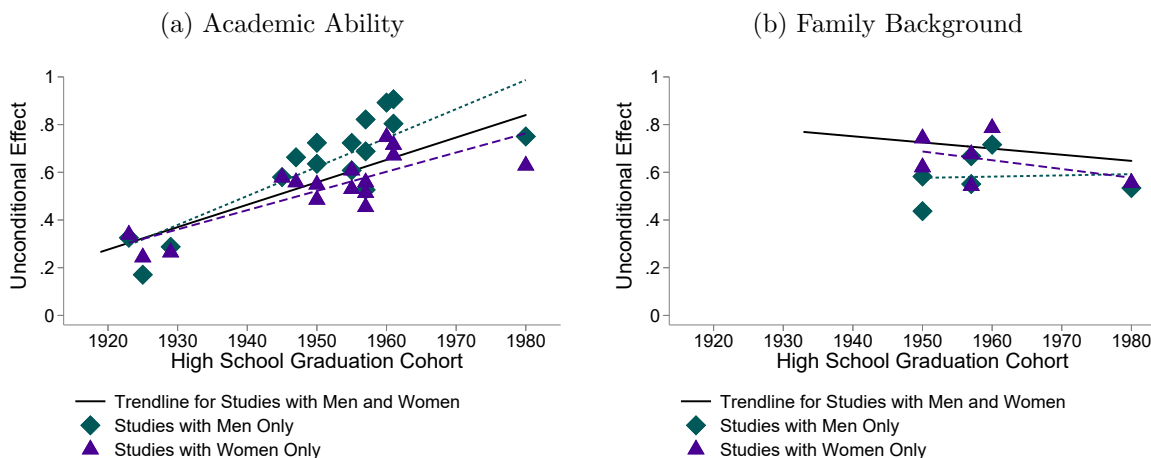 (a) Academic Ability
Unconditional Effect
1
.8
.6
.4
.2
0
1920 1930 1940 1950 1960 1970 1980
High School Graduation Cohort
Trendline for Studies with Men and Women
Studies with Men Only
Studies with Women Only
(b) Family Background
Unconditional Effect
1
.8
.6
.4
.2
0
1920 1930 1940 1950 1960 1970 1980
High School Graduation Cohort
Trendline for Studies with Men and Women
Studies with Men Only
Studies with Women Only